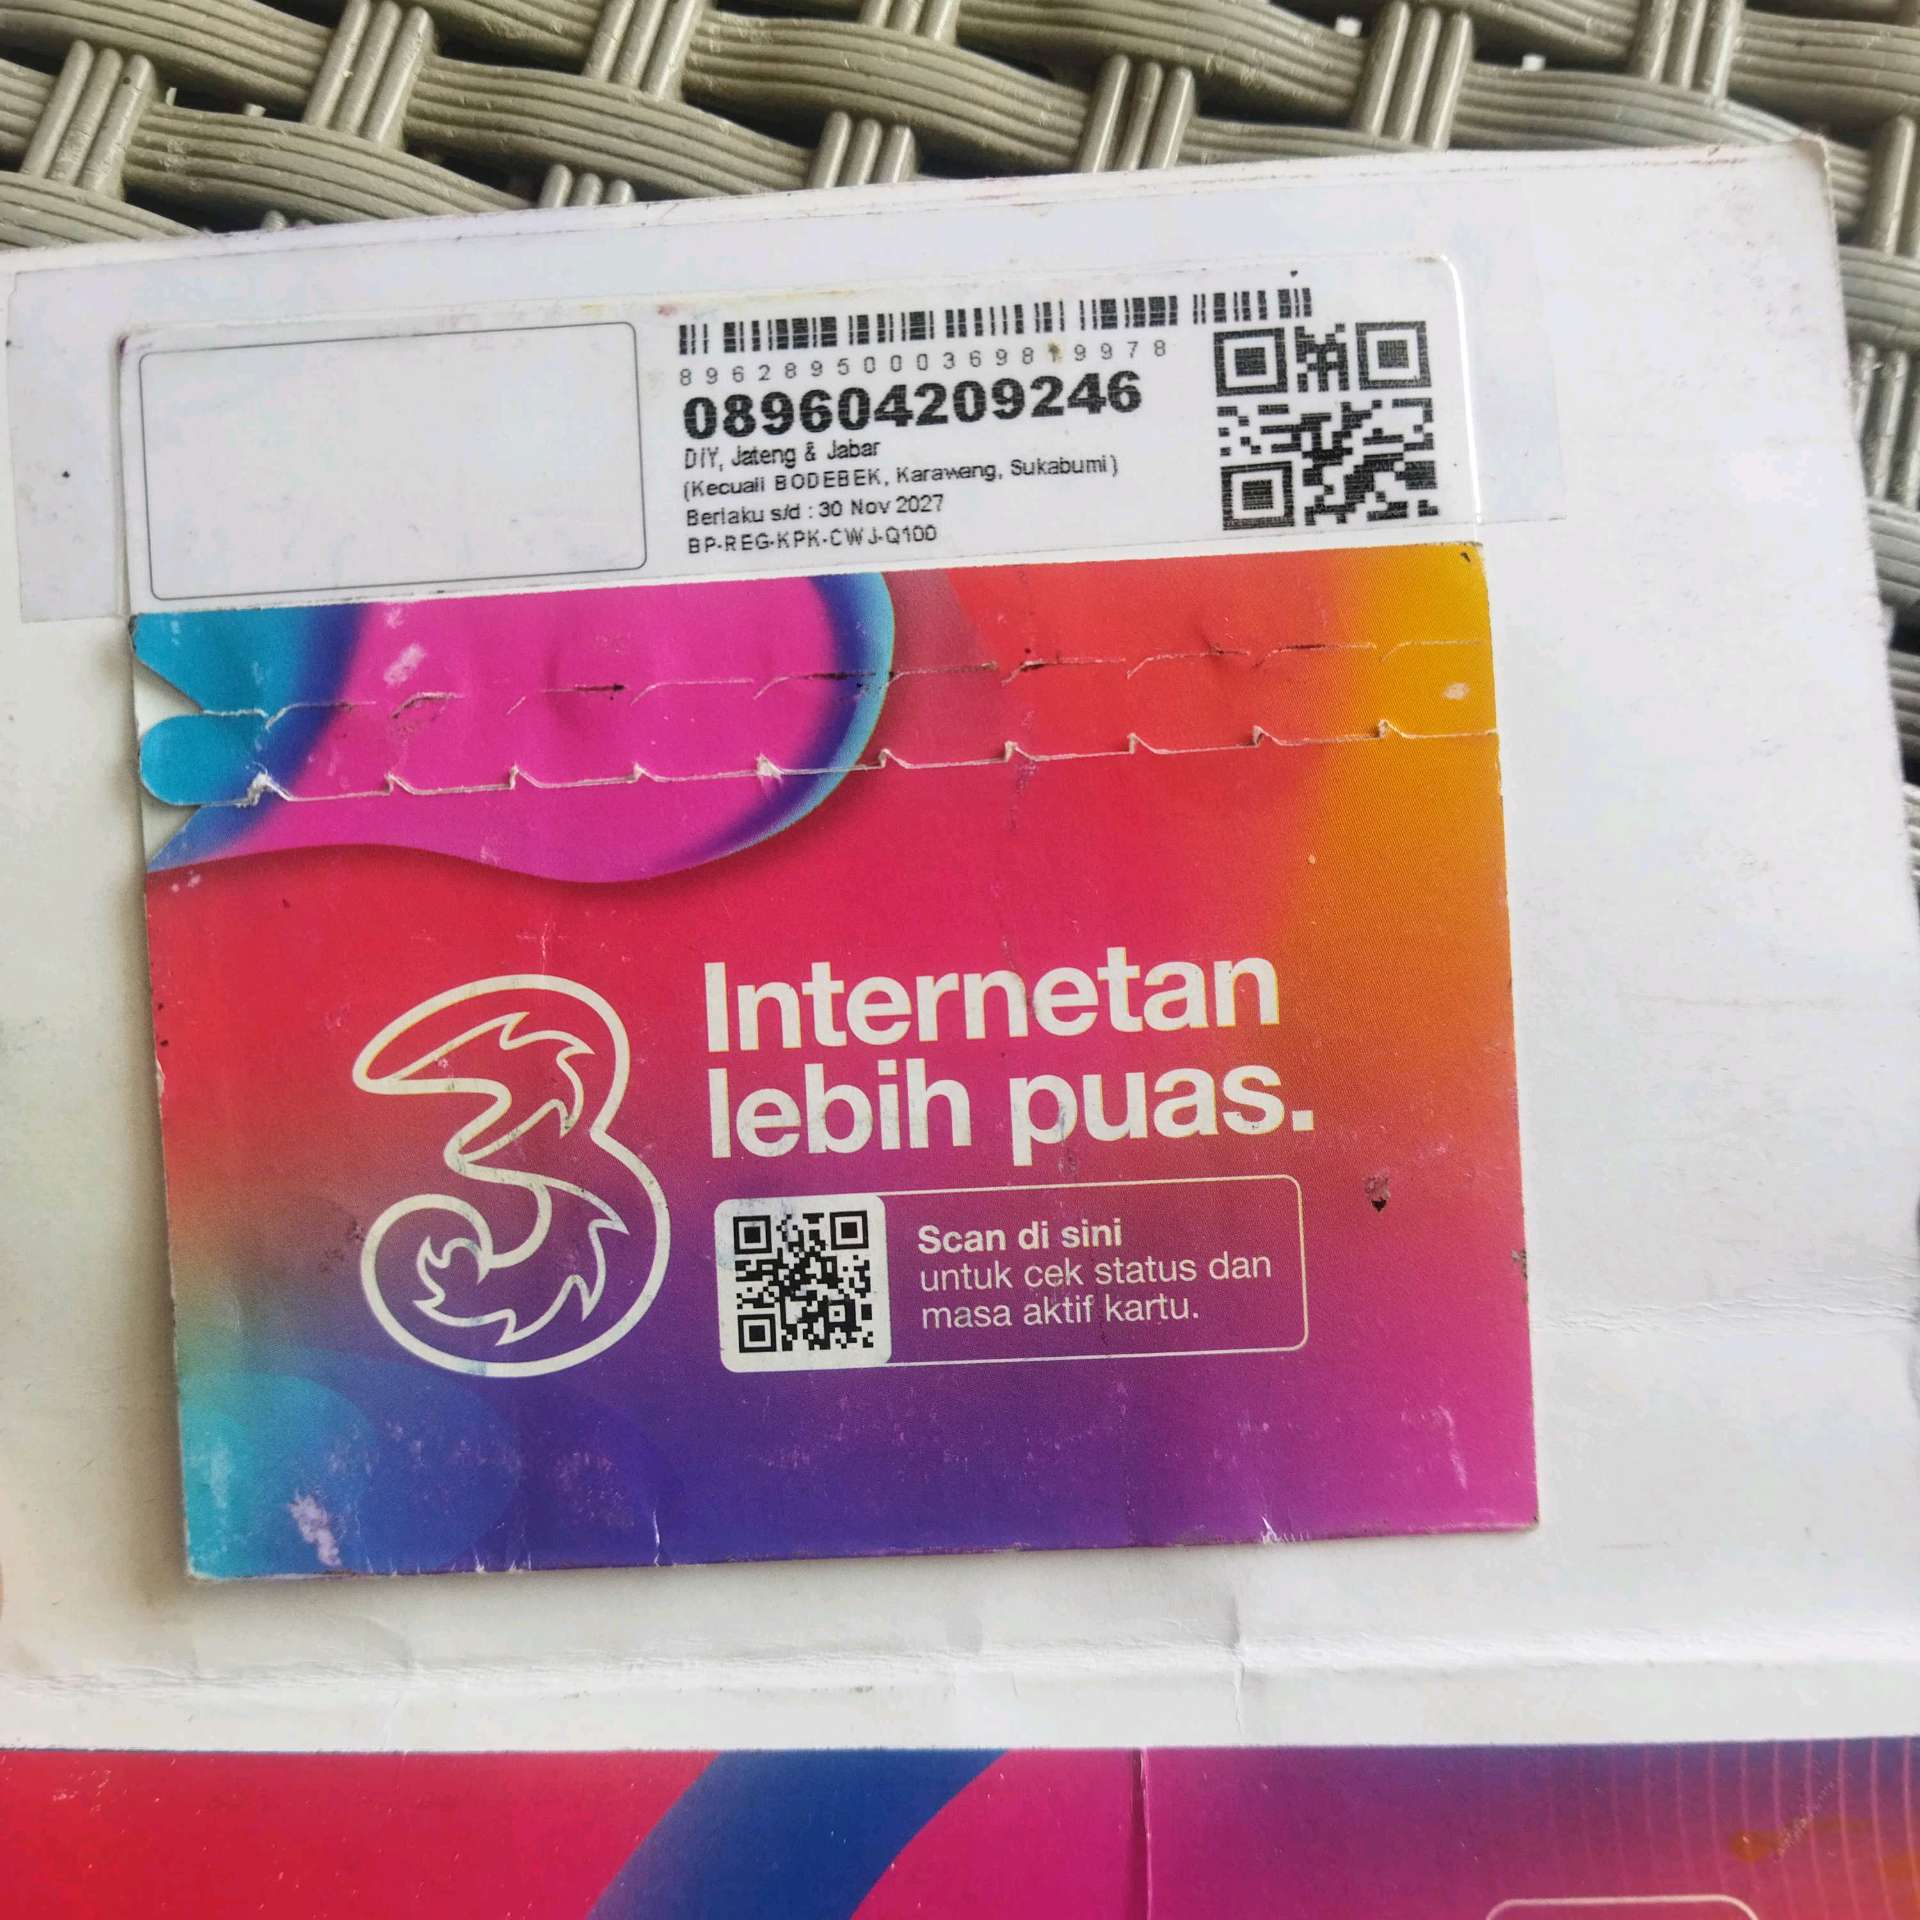 089604209246
DIY, Jateng & Jabar
(Kecuali BODEBEK, Karawang, Sukabumi)
Berlaku s/d : 30 Nov 2027
BP-REG-KPK-CWJ-Q100
Internetan
lebih puas.
Scan di sini
untuk cek status dan
masa aktif kartu.